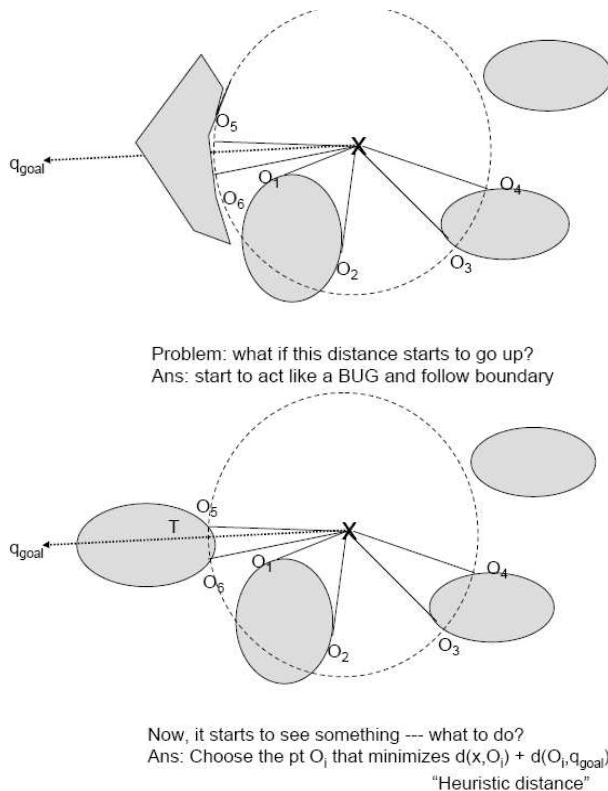 O5
X
qgoal
O1
O4
O6
O2
O3
Problem: what if this distance starts to go up?
Ans: start to act like a BUG and follow boundary
O5
T
X
qgoal
O1
O4
O6
O2
O3
Now, it starts to see something --- what to do?
Ans: Choose the pt Oi that minimizes d(x,Oi) + d(Oi,qgoal)
“Heuristic distance”